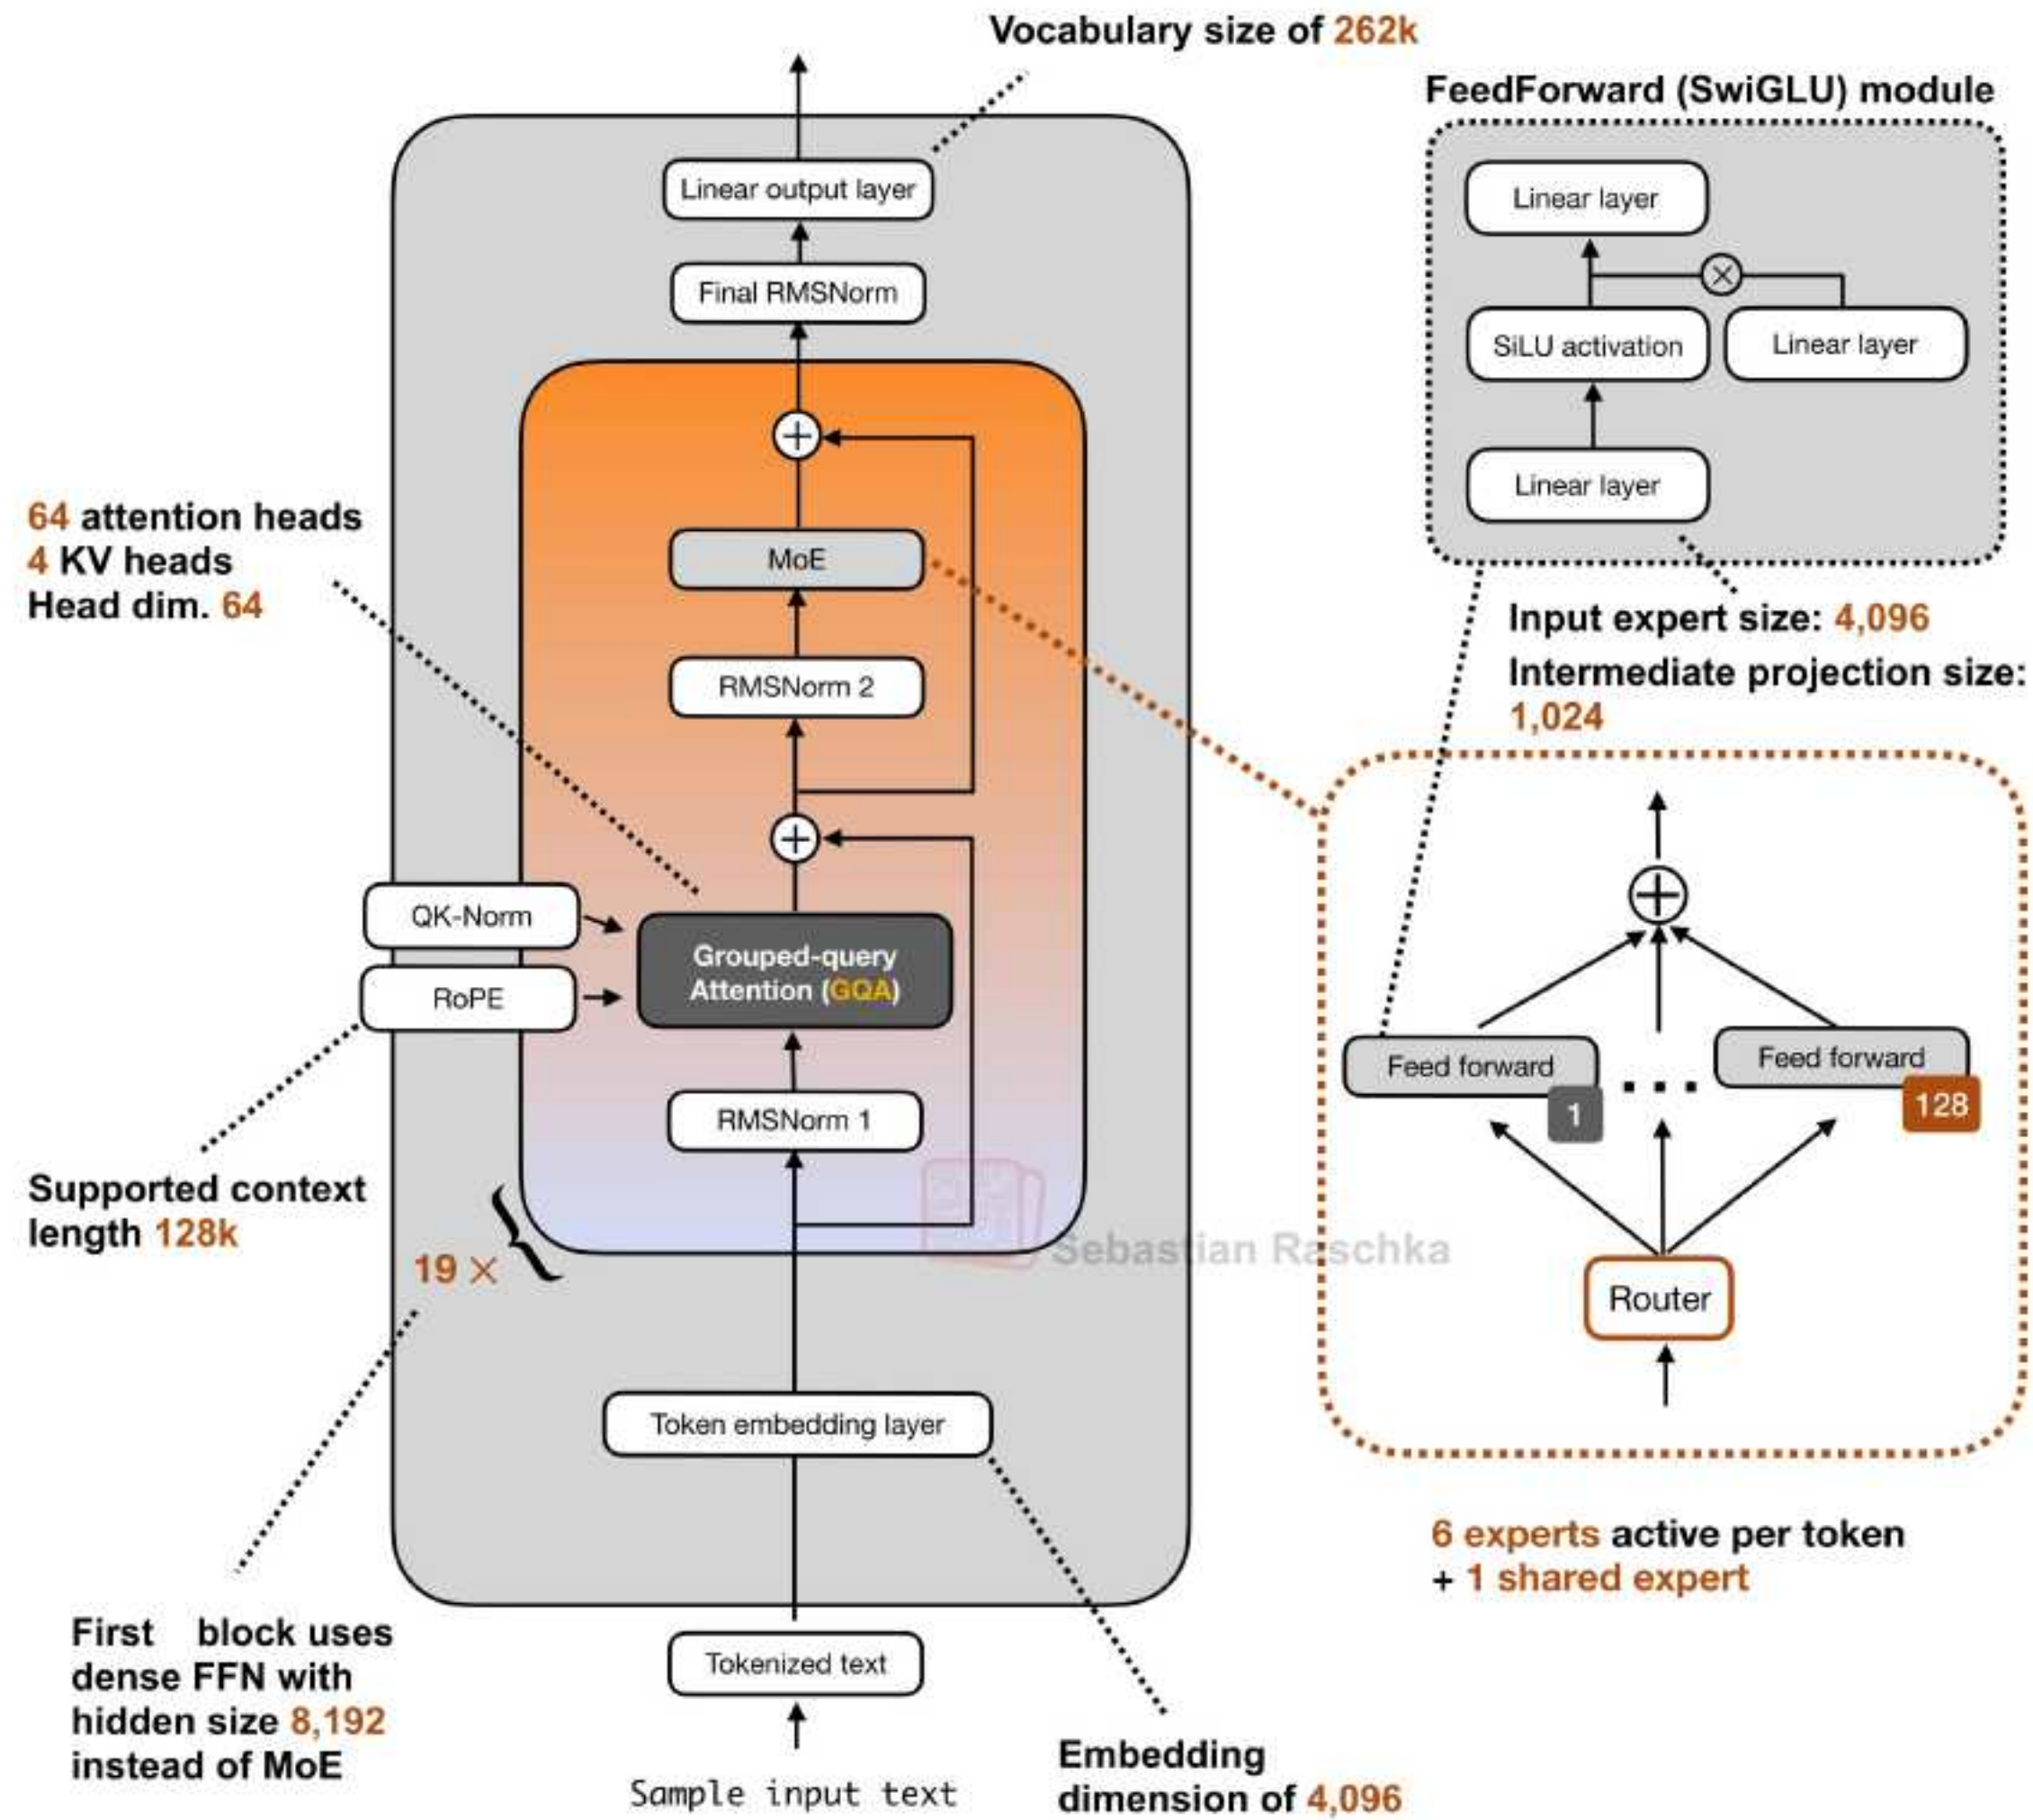 Vocabulary size of 262k
FeedForward (SwiGLU) module
Linear layer
SiLU activation
Linear layer
Linear layer
Input expert size: 4,096
Intermediate projection size:
1,024
Linear output layer
Final RMSNorm
MoE
RMSNorm 2
64 attention heads
4 KV heads
Head dim. 64
QK-Norm
RoPE
Grouped-query
Attention (GQA)
RMSNorm 1
Supported context
length 128k
19 ×
Sebastian Raschka
Feed forward
1
Feed forward
128
Router
6 experts active per token
+ 1 shared expert
Token embedding layer
First block uses
dense FFN with
hidden size 8,192
instead of MoE
Tokenized text
Sample input text
Embedding
dimension of 4,096